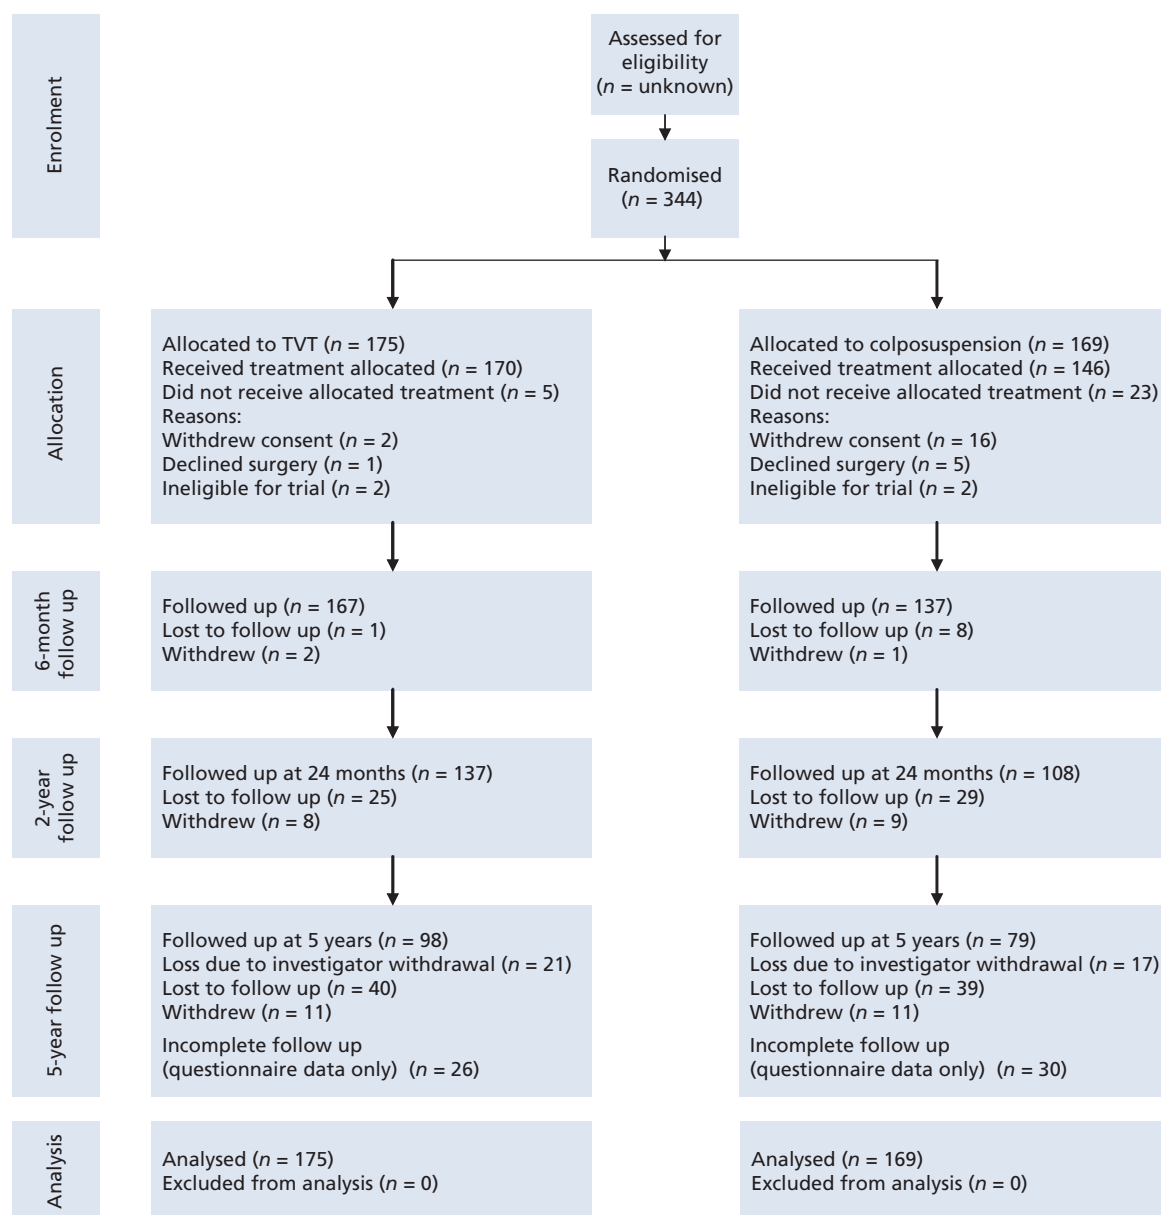 Enrolment
Assessed for
eligibility
(n = unknown)
Randomised
(n = 344)
Allocation
Allocated to TVT (n = 175)
Received treatment allocated (n = 170)
Did not receive allocated treatment (n = 5)
Reasons:
Withdrew consent (n = 2)
Declined surgery (n = 1)
Ineligible for trial (n = 2)
Allocated to colposuspension (n = 169)
Received treatment allocated (n = 146)
Did not receive allocated treatment (n = 23)
Reasons:
Withdrew consent (n = 16)
Declined surgery (n = 5)
Ineligible for trial (n = 2)
6-month
follow up
Followed up (n = 167)
Lost to follow up (n = 1)
Withdrew (n = 2)
Followed up (n = 137)
Lost to follow up (n = 8)
Withdrew (n = 1)
2-year
follow up
Followed up at 24 months (n = 137)
Lost to follow up (n = 25)
Withdrew (n = 8)
Followed up at 24 months (n = 108)
Lost to follow up (n = 29)
Withdrew (n = 9)
5-year follow up
Followed up at 5 years (n = 98)
Loss due to investigator withdrawal (n = 21)
Lost to follow up (n = 40)
Withdrew (n = 11)
Incomplete follow up
(questionnaire data only) (n = 26)
Followed up at 5 years (n = 79)
Loss due to investigator withdrawal (n = 17)
Lost to follow up (n = 39)
Withdrew (n = 11)
Incomplete follow up
(questionnaire data only) (n = 30)
Analysis
Analysed (n = 175)
Excluded from analysis (n = 0)
Analysed (n = 169)
Excluded from analysis (n = 0)